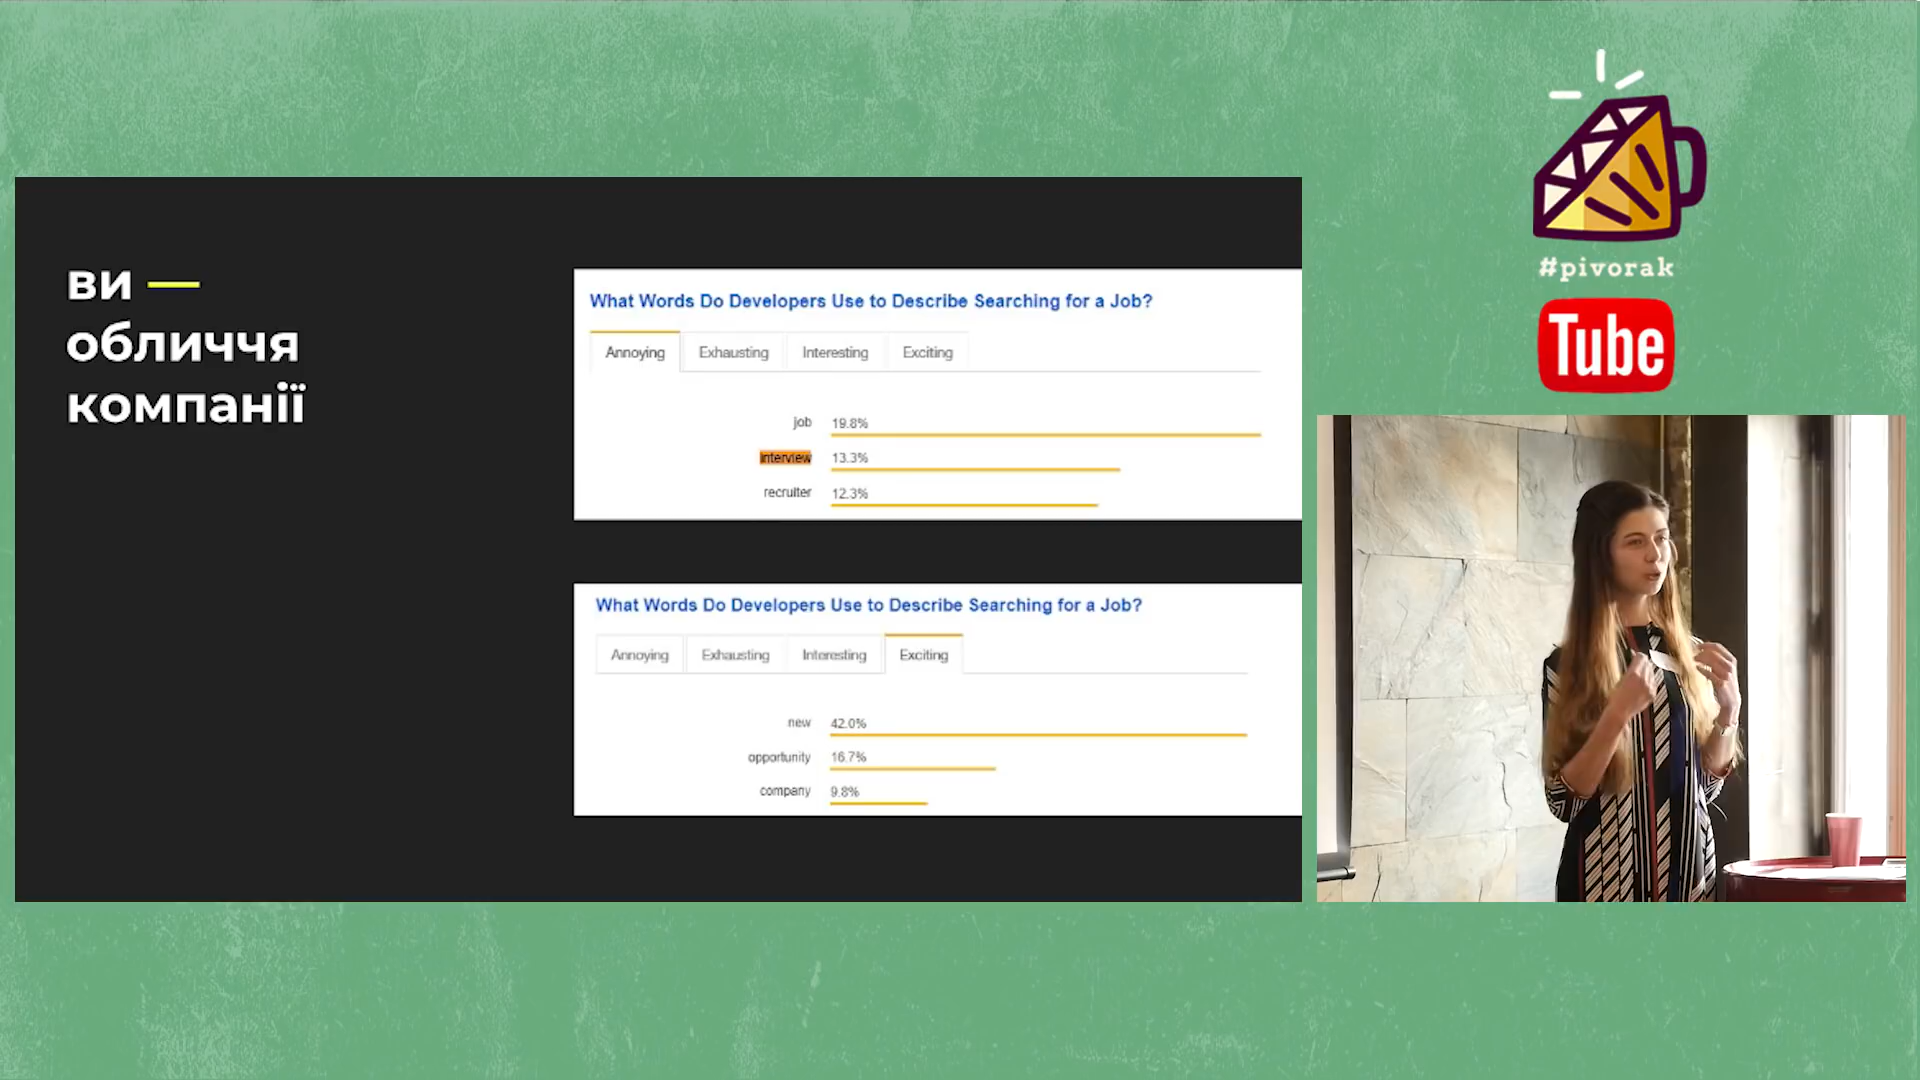 ви —
обличчя
компанії
What Words Do Developers Use to Describe Searching for a Job?
Annoying Exhausting Interesting Exciting
job 19.8%
interview 13.3%
recruiter 12.3%
What Words Do Developers Use to Describe Searching for a Job?
Annoying Exhausting Interesting Exciting
new 42.0%
opportunity 16.7%
company 9.8%
#pivorak
Tube